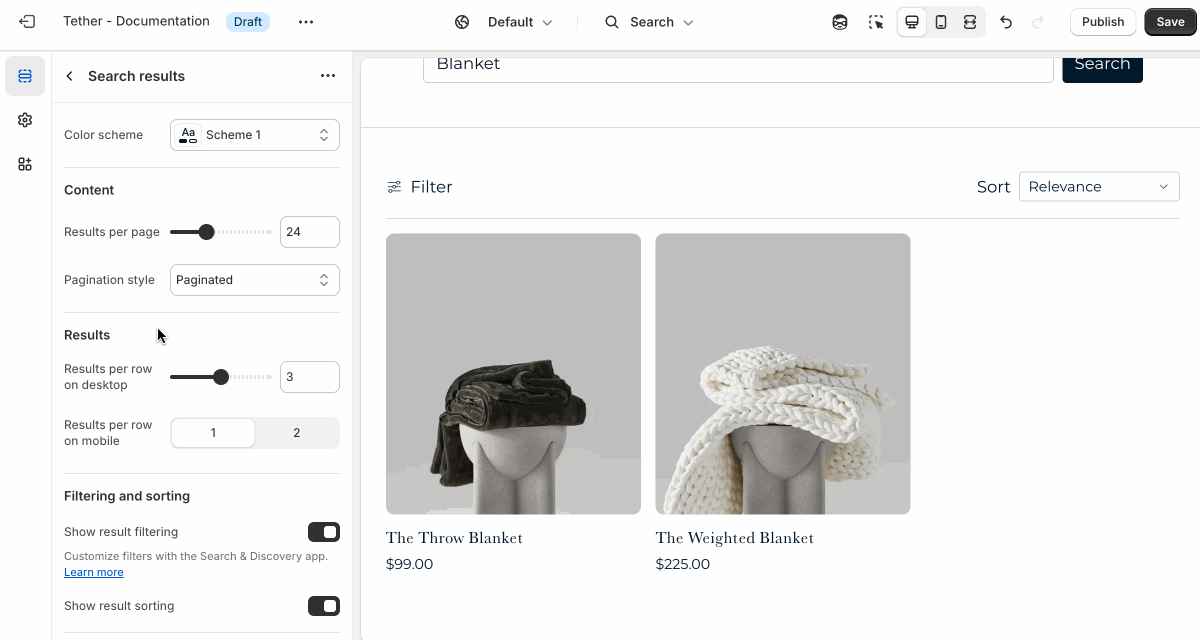 Tether - Documentation
Draft
Default
Search
Publish
Save
Search results
Color scheme
Aa
Scheme 1
Content
Results per page
24
Pagination style
Paginated
Results
Results per row
on desktop
3
Results per row
on mobile
1
2
Filtering and sorting
Show result filtering
Customize filters with the Search & Discovery app.
Learn more
Show result sorting
Blanket
Search
Filter
Sort
Relevance
The Throw Blanket
$99.00
The Weighted Blanket
$225.00